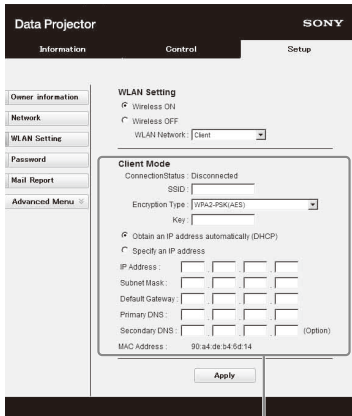 Data Projector SONY
Information Control Setup
Owner information
Network
WLAN Setting
Password
Mail Report
Advanced Menu
WLAN Setting
Wireless ON
Wireless OFF
WLAN Network : Client
Client Mode
ConnectionStatus : Disconnected
SSID :
Encryption Type : WPA2-PSK(AES)
Key :
Obtain an IP address automatically (DHCP)
Specify an IP address
IP Address :
Subnet Mask :
Default Gateway :
Primary DNS :
Secondary DNS : (Option)
MAC Address : 90:a4:de:b4:6d:14
Apply